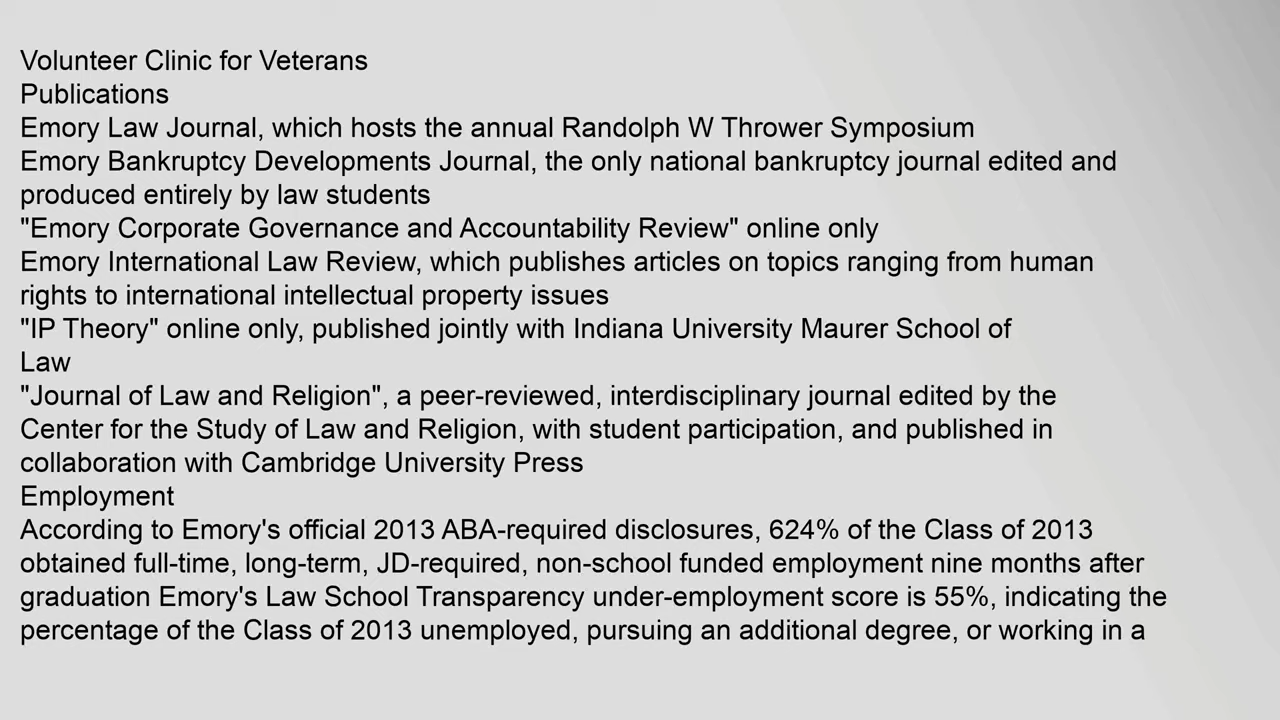 Volunteer Clinic for Veterans
Publications
Emory Law Journal, which hosts the annual Randolph W Thrower Symposium
Emory Bankruptcy Developments Journal, the only national bankruptcy journal edited and
produced entirely by law students
"Emory Corporate Governance and Accountability Review" online only
Emory International Law Review, which publishes articles on topics ranging from human
rights to international intellectual property issues
"IP Theory" online only, published jointly with Indiana University Maurer School of
Law
"Journal of Law and Religion", a peer-reviewed, interdisciplinary journal edited by the
Center for the Study of Law and Religion, with student participation, and published in
collaboration with Cambridge University Press
Employment
According to Emory's official 2013 ABA-required disclosures, 624% of the Class of 2013
obtained full-time, long-term, JD-required, non-school funded employment nine months after
graduation Emory's Law School Transparency under-employment score is 55%, indicating the
percentage of the Class of 2013 unemployed, pursuing an additional degree, or working in a